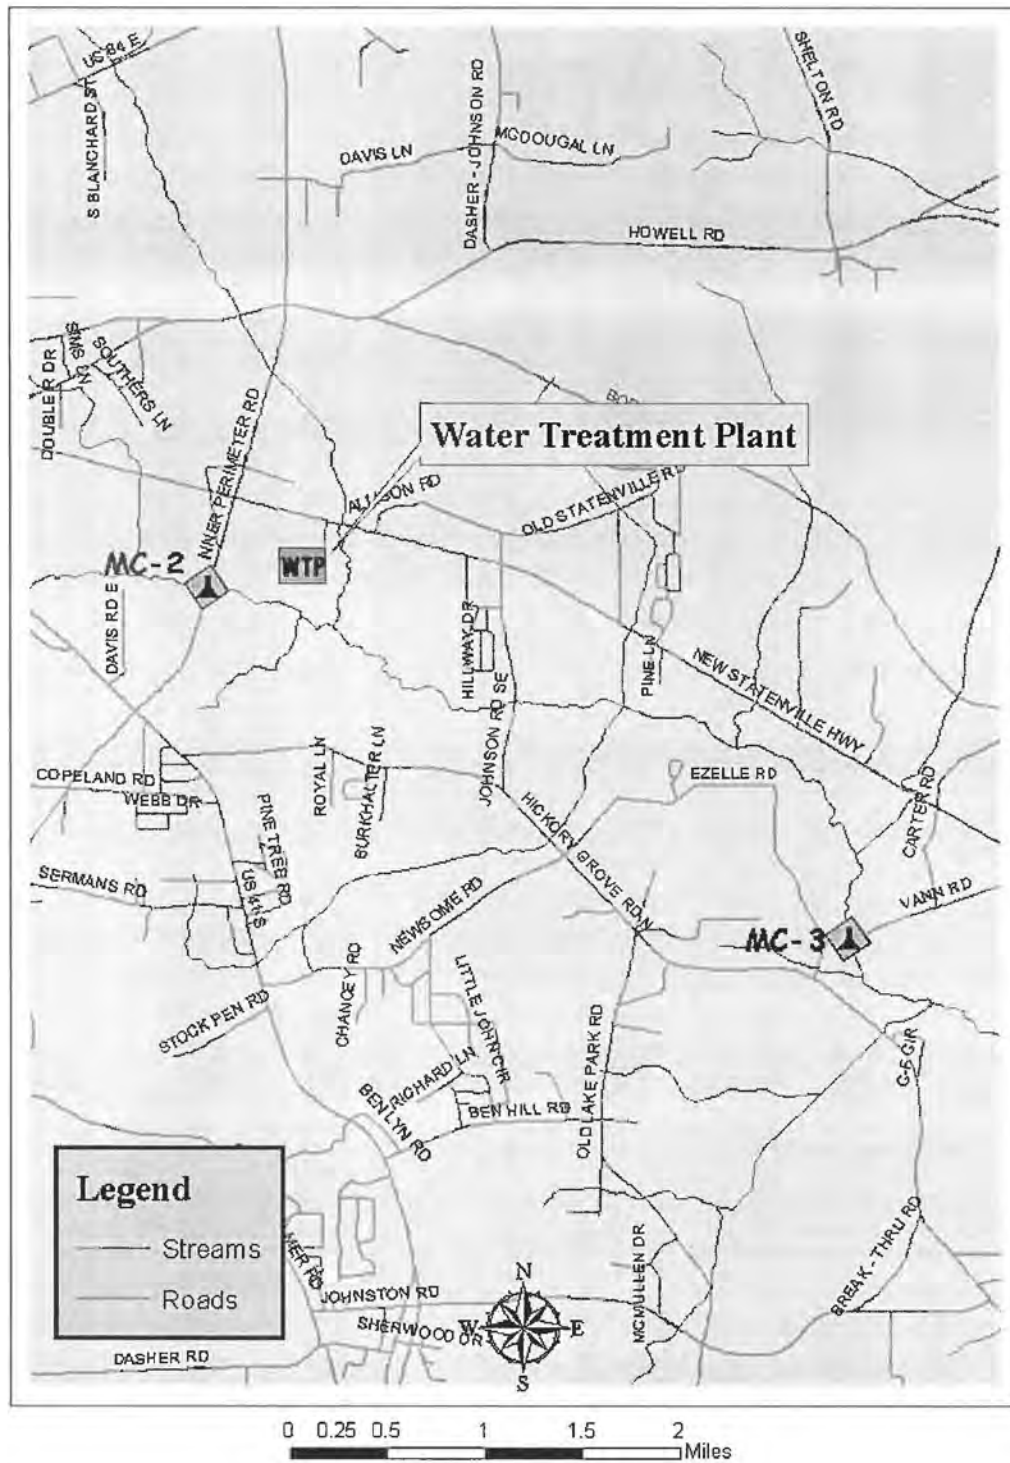 US 84 E
S BLANCHARD ST
DAVIS LN
DASHER - JOHNSON RD
MCDOUGAL LN
SHELTON RD
HOWELL RD
SIMS LN
SOUTHERS LN
DOUBLE R DR
NNER PERIMETER RD
Water Treatment Plant
OLD STATENVILLE RD
MC-2
WTP
DAVIS RD E
HILLWAY DR
JOHNSON RD SE
PINE LN
NEW STATENVILLE HWY
COPELAND RD
WEBB DR
ROYAL LN
BURKHALTER LN
EZELLE RD
CARTER RD
PINE TREE RD
HICKORY GROVE RD N
SERMANS RD
US 41 S
NEWSOME RD
VANN RD
MC-3
CHANCEY RD
STOCK PEN RD
LITTLE JOHN CIR
RICHARD LN
BEN LYN RD
BEN HILL RD
OLD LAKE PARK RD
Legend
Streams
Roads
MER RD
JOHNSTON RD
SHERWOOD DR
DASHER RD
N
W
E
S
MCMULLEN DR
BREAK - THRU RD
0 0.25 0.5 1 1.5 2
Miles